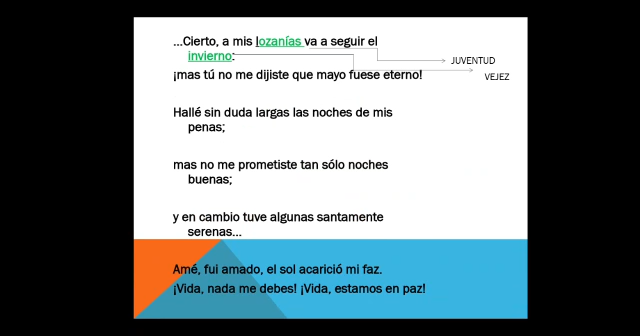 ...Cierto, a mis lozanías va a seguir el
invierno:
JUVENTUD
¡mas tú no me dijiste que mayo fuese eterno!
VEJEZ
Hallé sin duda largas las noches de mis
penas;
mas no me prometiste tan sólo noches
buenas;
y en cambio tuve algunas santamente
serenas...
Amé, fui amado, el sol acarició mi faz.
¡Vida, nada me debes! ¡Vida, estamos en paz!